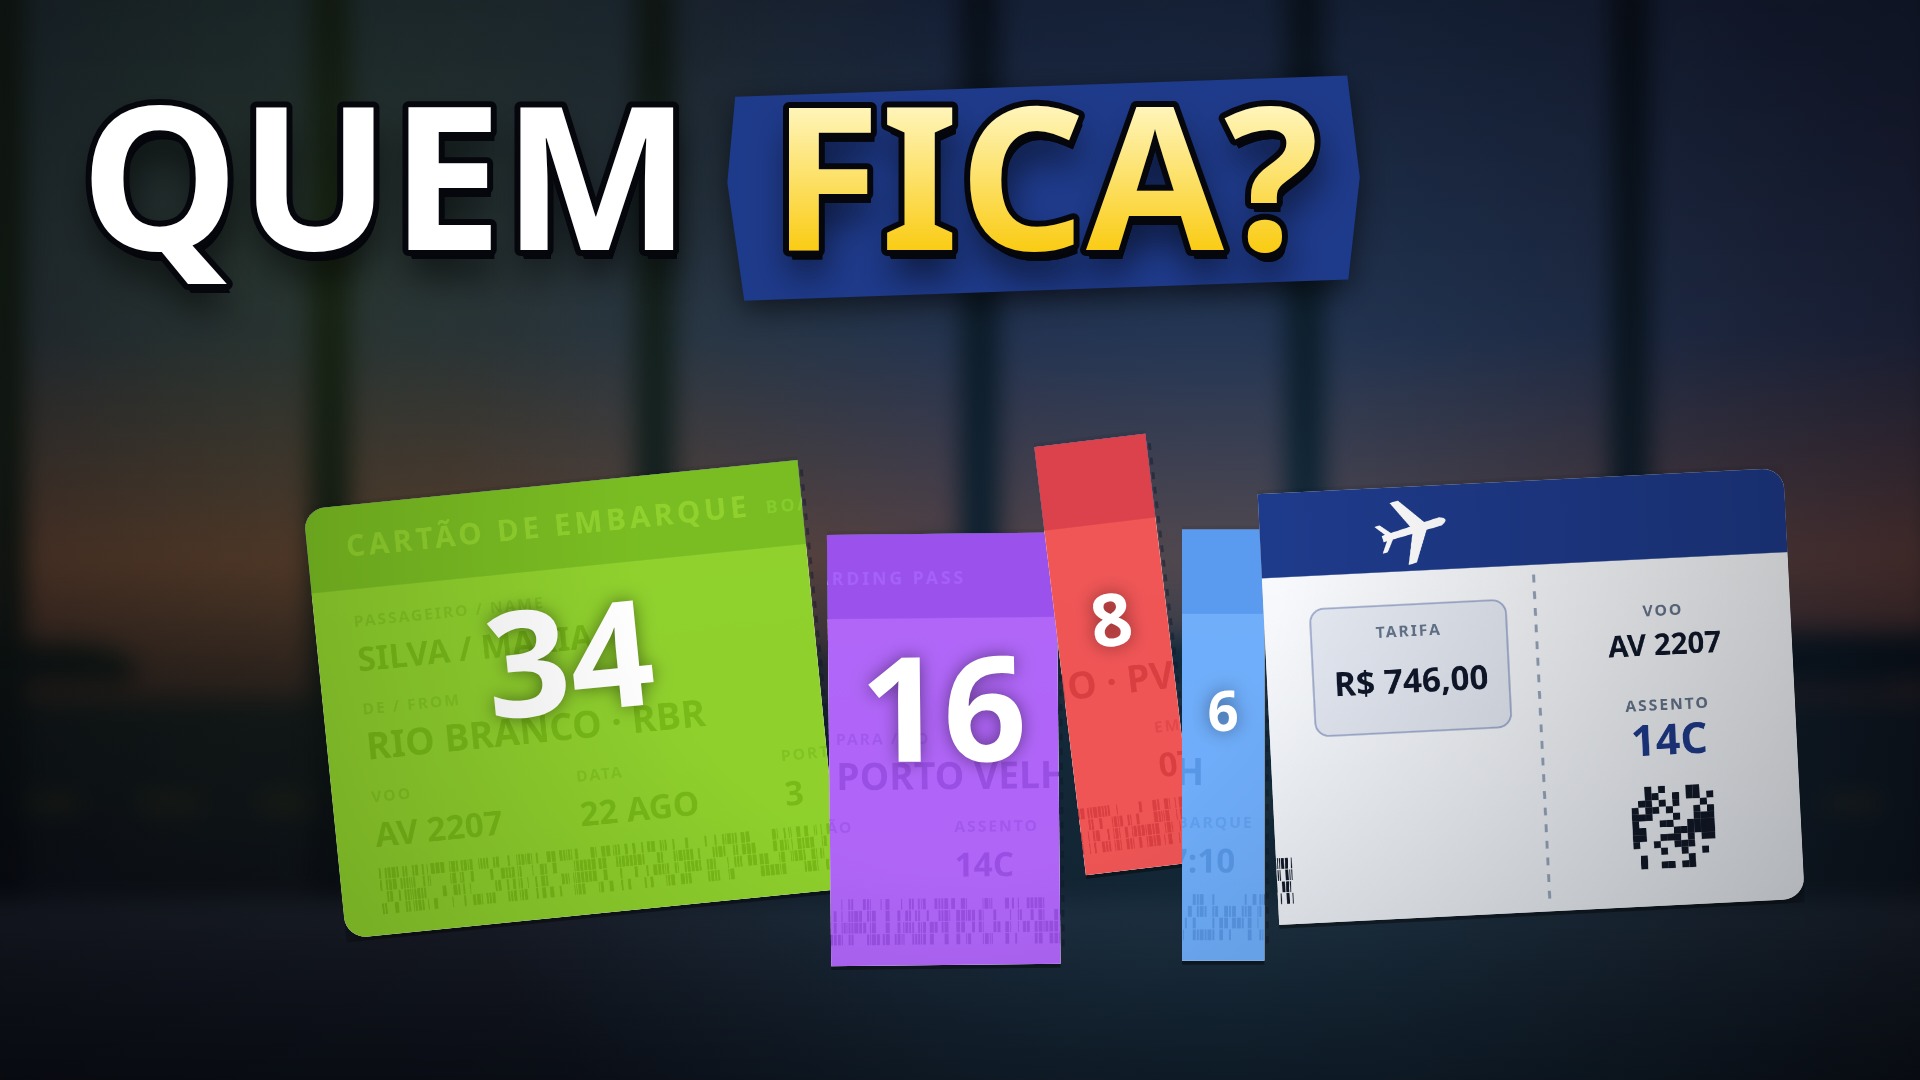 QUEM FICA?
CARTÃO DE EMBARQUE BOA
PASSAGEIRO / NAME
SILVA / MARIA
DE / FROM
RIO BRANCO · RBR
VOO
AV 2207
DATA
22 AGO
3
34
RDING PASS
PORTO VELH
ASSENTO
14C
16
8
O · PV
6
H
BARQUE
:10
TARIFA
R$ 746,00
VOO
AV 2207
ASSENTO
14C